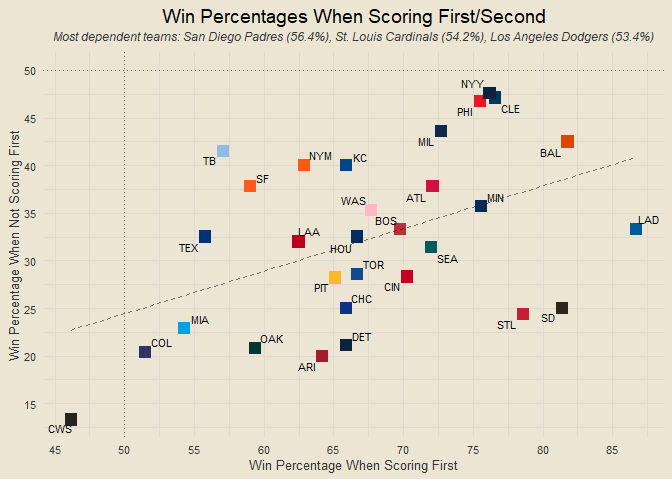 Win Percentages When Scoring First/Second
Most dependent teams: San Diego Padres (56.4%), St. Louis Cardinals (54.2%), Los Angeles Dodgers (53.4%)
Win Percentage When Not Scoring First
50
45
40
35
30
25
20
15
NYY
PHI
CLE
MIL
BAL
TB
NYM
KC
SF
ATL
MIN
WAS
BOS
LAD
LAA
TEX
HOU
SEA
TOR
PIT
CIN
CHC
STL
SD
MIA
COL
OAK
DET
ARI
CWS
45
50
55
60
65
70
75
80
85
Win Percentage When Scoring First